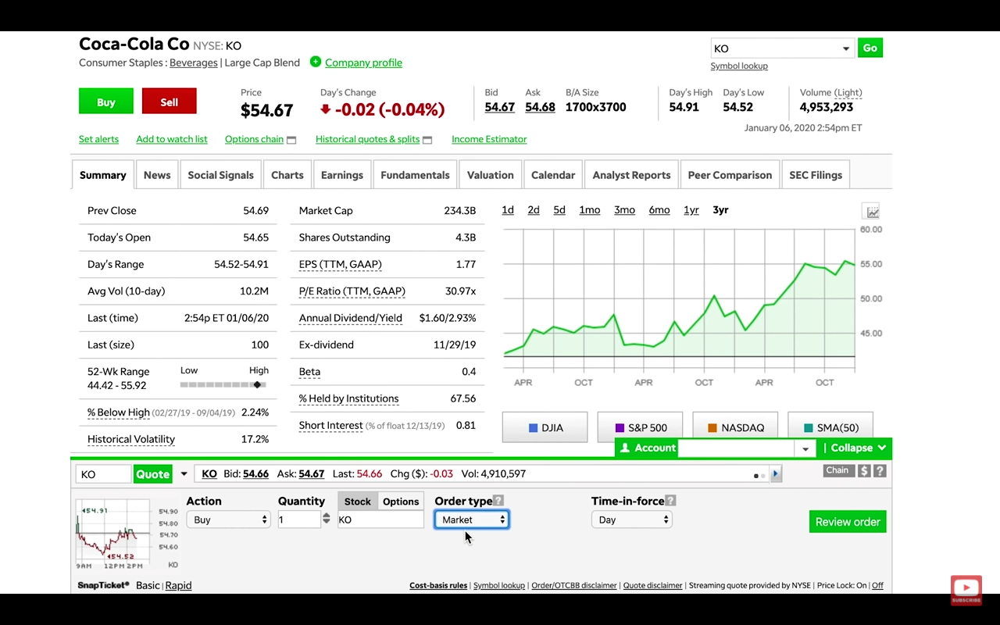 Coca-Cola Co NYSE: KO
KO
Go
Consumer Staples : Beverages | Large Cap Blend
Company profile
Symbol lookup
Buy
Sell
Price
$54.67
Day's Change
-0.02 (-0.04%)
Bid
54.67
Ask
54.68
B/A Size
1700x3700
Day's High
54.91
Day's Low
54.52
Volume (Light)
4,953,293
January 06, 2020 2:54pm ET
Set alerts
Add to watch list
Options chain
Historical quotes & splits
Income Estimator
Summary
News
Social Signals
Charts
Earnings
Fundamentals
Valuation
Calendar
Analyst Reports
Peer Comparison
SEC Filings
Prev Close 54.69
Today's Open 54.65
Day's Range 54.52-54.91
Avg Vol (10-day) 10.2M
Last (time) 2:54p ET 01/06/20
Last (size) 100
52-Wk Range
44.42 - 55.92
Low High
% Below High (02/27/19 - 09/04/19) 2.24%
Historical Volatility 17.2%
Market Cap 234.3B
Shares Outstanding 4.3B
EPS (TTM, GAAP) 1.77
P/E Ratio (TTM, GAAP) 30.97x
Annual Dividend/Yield $1.60/2.93%
Ex-dividend 11/29/19
Beta 0.4
% Held by Institutions 67.56
Short Interest (% of float 12/13/19) 0.81
1d 2d 5d 1mo 3mo 6mo 1yr 3yr
60.00
55.00
50.00
45.00
APR OCT APR OCT APR OCT
DJIA
S&P 500
NASDAQ
SMA(50)
Account
| Collapse
KO
Quote
KO Bid: 54.66 Ask: 54.67 Last: 54.66 Chg ($): -0.03 Vol: 4,910,597
Chain $ ?
54.91
54.52
54.90
54.80
54.70
54.60
9AM 12PM 2PM KO
Action
Buy
Quantity
1
Stock Options
KO
Order type ?
Market
Time-in-force ?
Day
Review order
SnapTicket® Basic | Rapid
Cost-basis rules | Symbol lookup | Order/OTCBB disclaimer | Quote disclaimer | Streaming quote provided by NYSE | Price Lock: On | Off
SUBSCRIBE